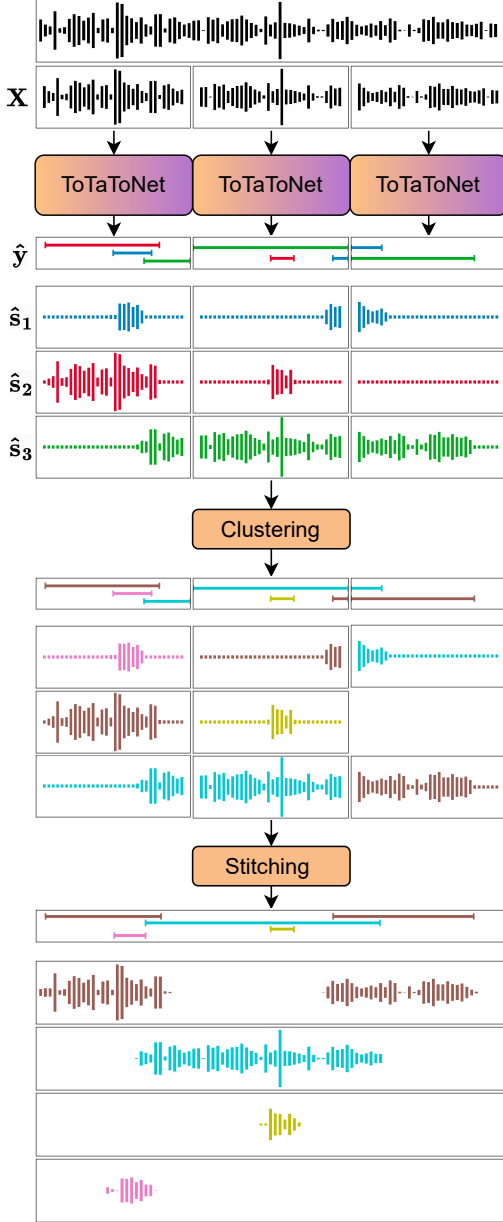 X
ToTaToNet ToTaToNet ToTaToNet
ŷ
ŝ₁
ŝ₂
ŝ₃
Clustering
Stitching